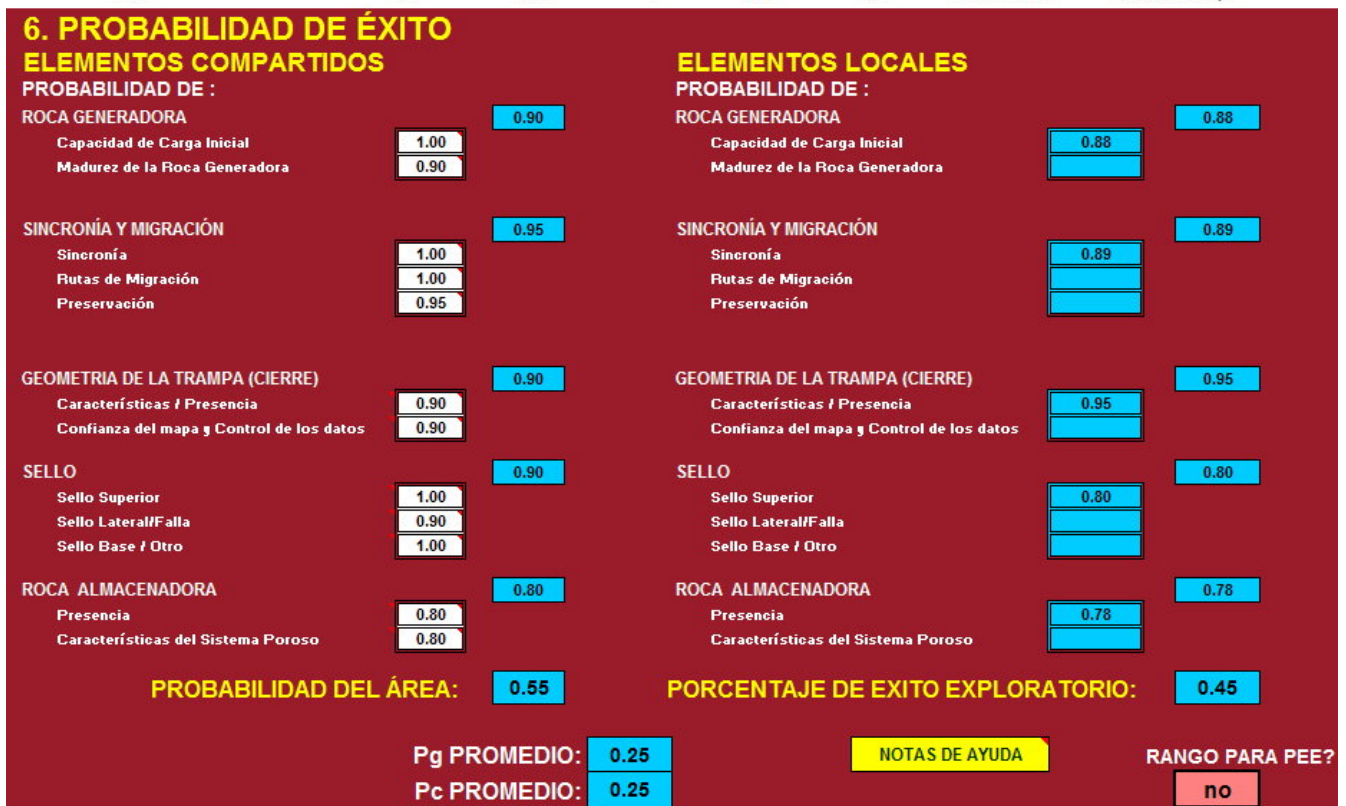 6. PROBABILIDAD DE ÉXITO
ELEMENTOS COMPARTIDOS
PROBABILIDAD DE :
ROCA GENERADORA 0.90
Capacidad de Carga Inicial 1.00
Madurez de la Roca Generadora 0.90
SINCRONÍA Y MIGRACIÓN 0.95
Sincronía 1.00
Rutas de Migración 1.00
Preservación 0.95
GEOMETRIA DE LA TRAMPA (CIERRE) 0.90
Características / Presencia 0.90
Confianza del mapa y Control de los datos 0.90
SELLO 0.90
Sello Superior 1.00
Sello Lateral/Falla 0.90
Sello Base / Otro 1.00
ROCA ALMACENADORA 0.80
Presencia 0.80
Características del Sistema Poroso 0.80
PROBABILIDAD DEL ÁREA: 0.55
ELEMENTOS LOCALES
PROBABILIDAD DE :
ROCA GENERADORA 0.88
Capacidad de Carga Inicial 0.88
Madurez de la Roca Generadora
SINCRONÍA Y MIGRACIÓN 0.89
Sincronía 0.89
Rutas de Migración
Preservación
GEOMETRIA DE LA TRAMPA (CIERRE) 0.95
Características / Presencia 0.95
Confianza del mapa y Control de los datos
SELLO 0.80
Sello Superior 0.80
Sello Lateral/Falla
Sello Base / Otro
ROCA ALMACENADORA 0.78
Presencia 0.78
Características del Sistema Poroso
PORCENTAJE DE EXITO EXPLORATORIO: 0.45
Pg PROMEDIO: 0.25
Pc PROMEDIO: 0.25
NOTAS DE AYUDA
RANGO PARA PEE?
no